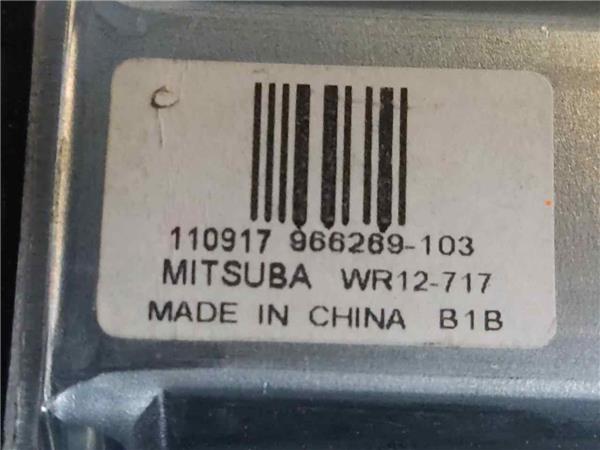 110917 966269-103
MITSUBA WR12-717
MADE IN CHINA B1B